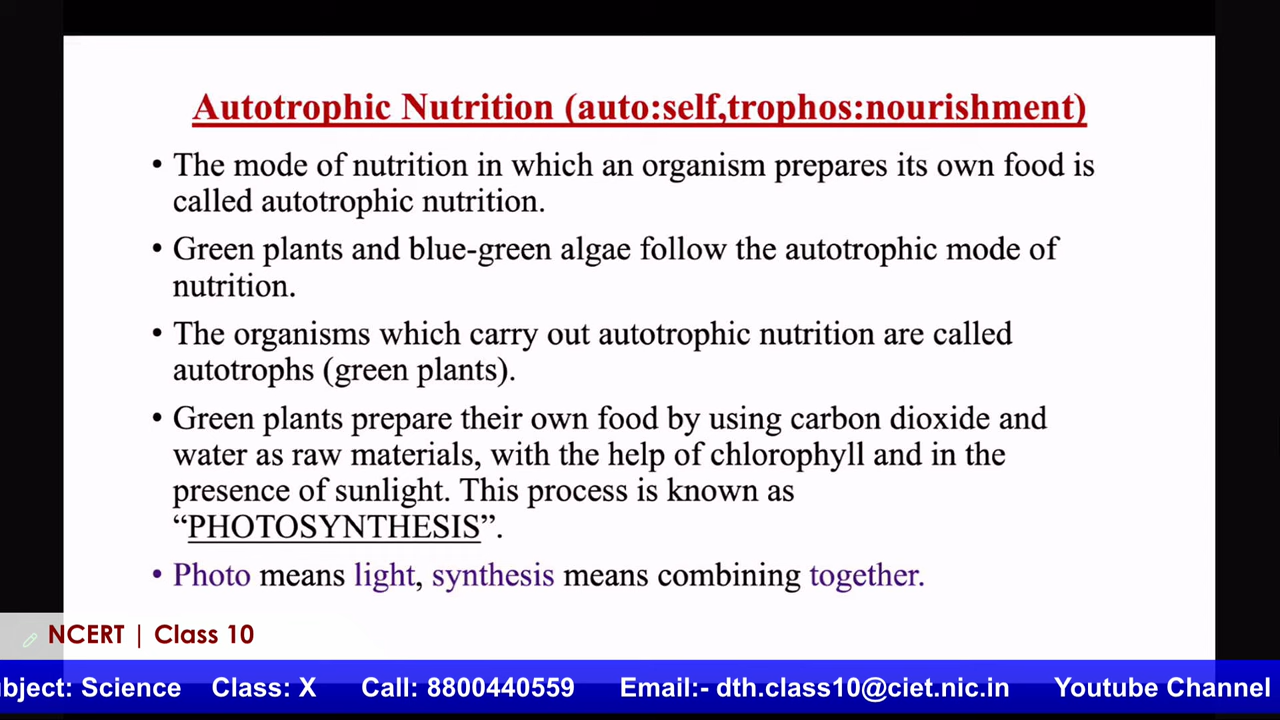 Autotrophic Nutrition (auto:self,trophos:nourishment)
• The mode of nutrition in which an organism prepares its own food is
called autotrophic nutrition.
• Green plants and blue-green algae follow the autotrophic mode of
nutrition.
• The organisms which carry out autotrophic nutrition are called
autotrophs (green plants).
• Green plants prepare their own food by using carbon dioxide and
water as raw materials, with the help of chlorophyll and in the
presence of sunlight. This process is known as
“PHOTOSYNTHESIS”.
• Photo means light, synthesis means combining together.
NCERT | Class 10
bject: Science Class: X Call: 8800440559 Email:- dth.class10@ciet.nic.in Youtube Channel